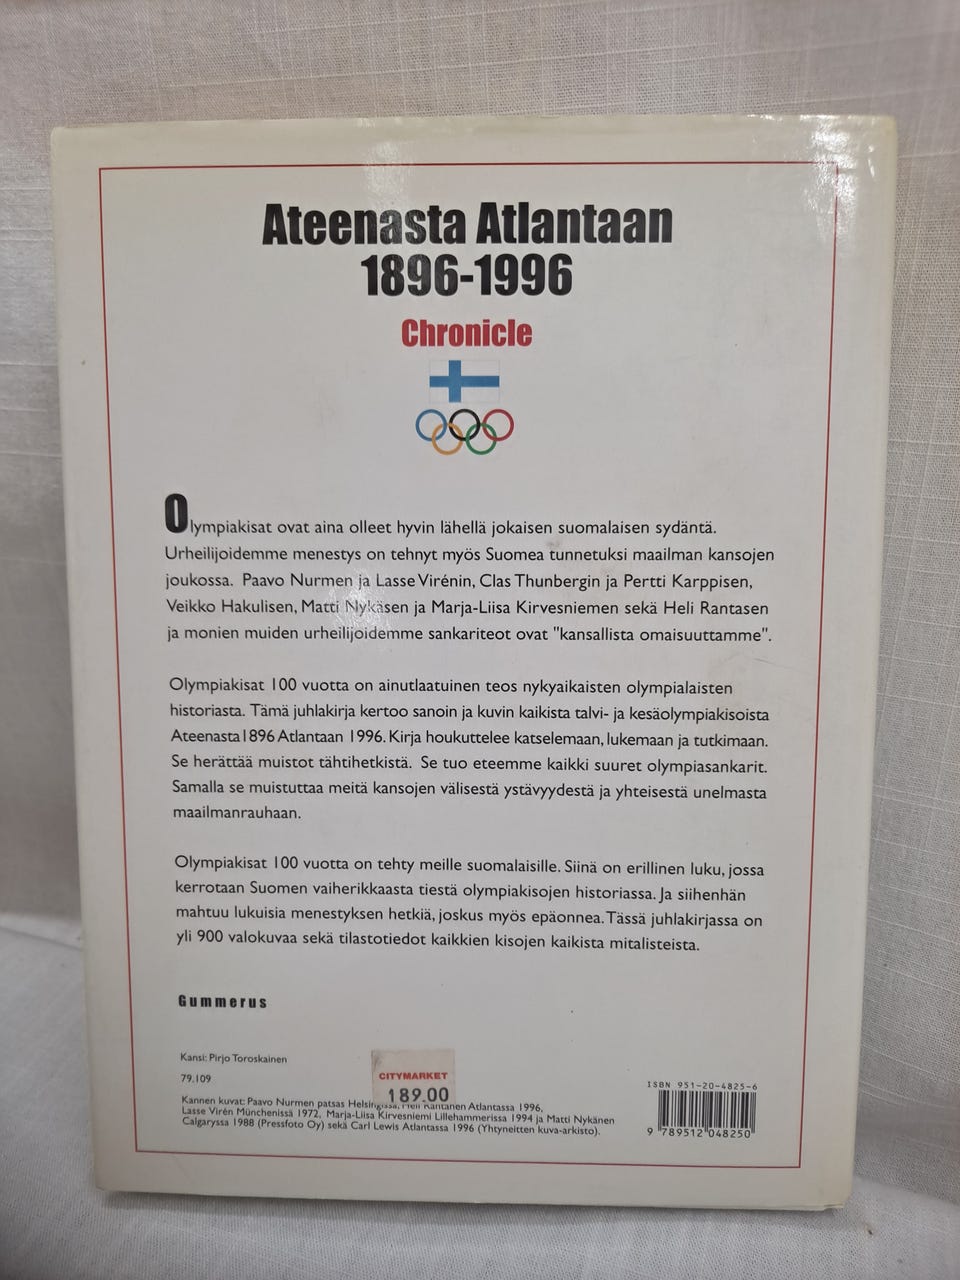 Ateenasta Atlantaan
1896-1996
Chronicle
Olympiakisat ovat aina olleet hyvin lähellä jokaisen suomalaisen sydäntä.
Urheilijoidemme menestys on tehnyt myös Suomea tunnetuksi maailman kansojen
joukossa. Paavo Nurmen ja Lasse Virénin, Clas Thunbergin ja Pertti Karppisen,
Veikko Hakulisen, Matti Nykäsen ja Marja-Liisa Kirvesniemen sekä Heli Rantasen
ja monien muiden urheilijoidemme sankariteot ovat "kansallista omaisuuttamme".
Olympiakisat 100 vuotta on ainutlaatuinen teos nykyaikaisten olympialaisten
historiasta. Tämä juhlakirja kertoo sanoin ja kuvin kaikista talvi- ja kesäolympiakisoista
Ateenasta1896 Atlantaan 1996. Kirja houkuttelee katselemaan, lukemaan ja tutkimaan.
Se herättää muistot tähtihetkistä. Se tuo eteemme kaikki suuret olympiasankarit.
Samalla se muistuttaa meitä kansojen välisestä ystävyydestä ja yhteisestä unelmasta
maailmanrauhaan.
Olympiakisat 100 vuotta on tehty meille suomalaisille. Siinä on erillinen luku, jossa
kerrotaan Suomen vaiherikkaasta tiestä olympiakisojen historiassa. Ja siihenhän
mahtuu lukuisia menestyksen hetkiä, joskus myös epäonnea. Tässä juhlakirjassa on
yli 900 valokuvaa sekä tilastotiedot kaikkien kisojen kaikista mitalisteista.
Gummerus
Kansi: Pirjo Toroskainen
79.109
CITYMARKET
189.00
Kannen kuvat: Paavo Nurmen patsas Helsingissä, Heli Rantanen Atlantassa 1996,
Lasse Virén Münchenissä 1972, Marja-Liisa Kirvesniemi Lillehammerissa 1994 ja Matti Nykänen
Calgaryssa 1988 (Pressfoto Oy) sekä Carl Lewis Atlantassa 1996 (Yhtyneitten kuva-arkisto).
ISBN 951-20-4825-6
9 789512 048250